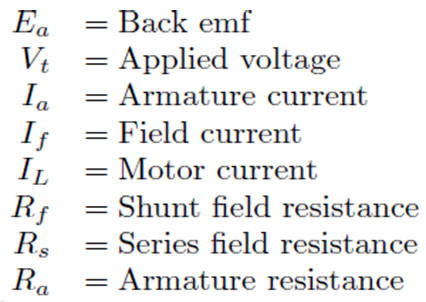 E_a = Back emf
V_t = Applied voltage
I_a = Armature current
I_f = Field current
I_L = Motor current
R_f = Shunt field resistance
R_s = Series field resistance
R_a = Armature resistance